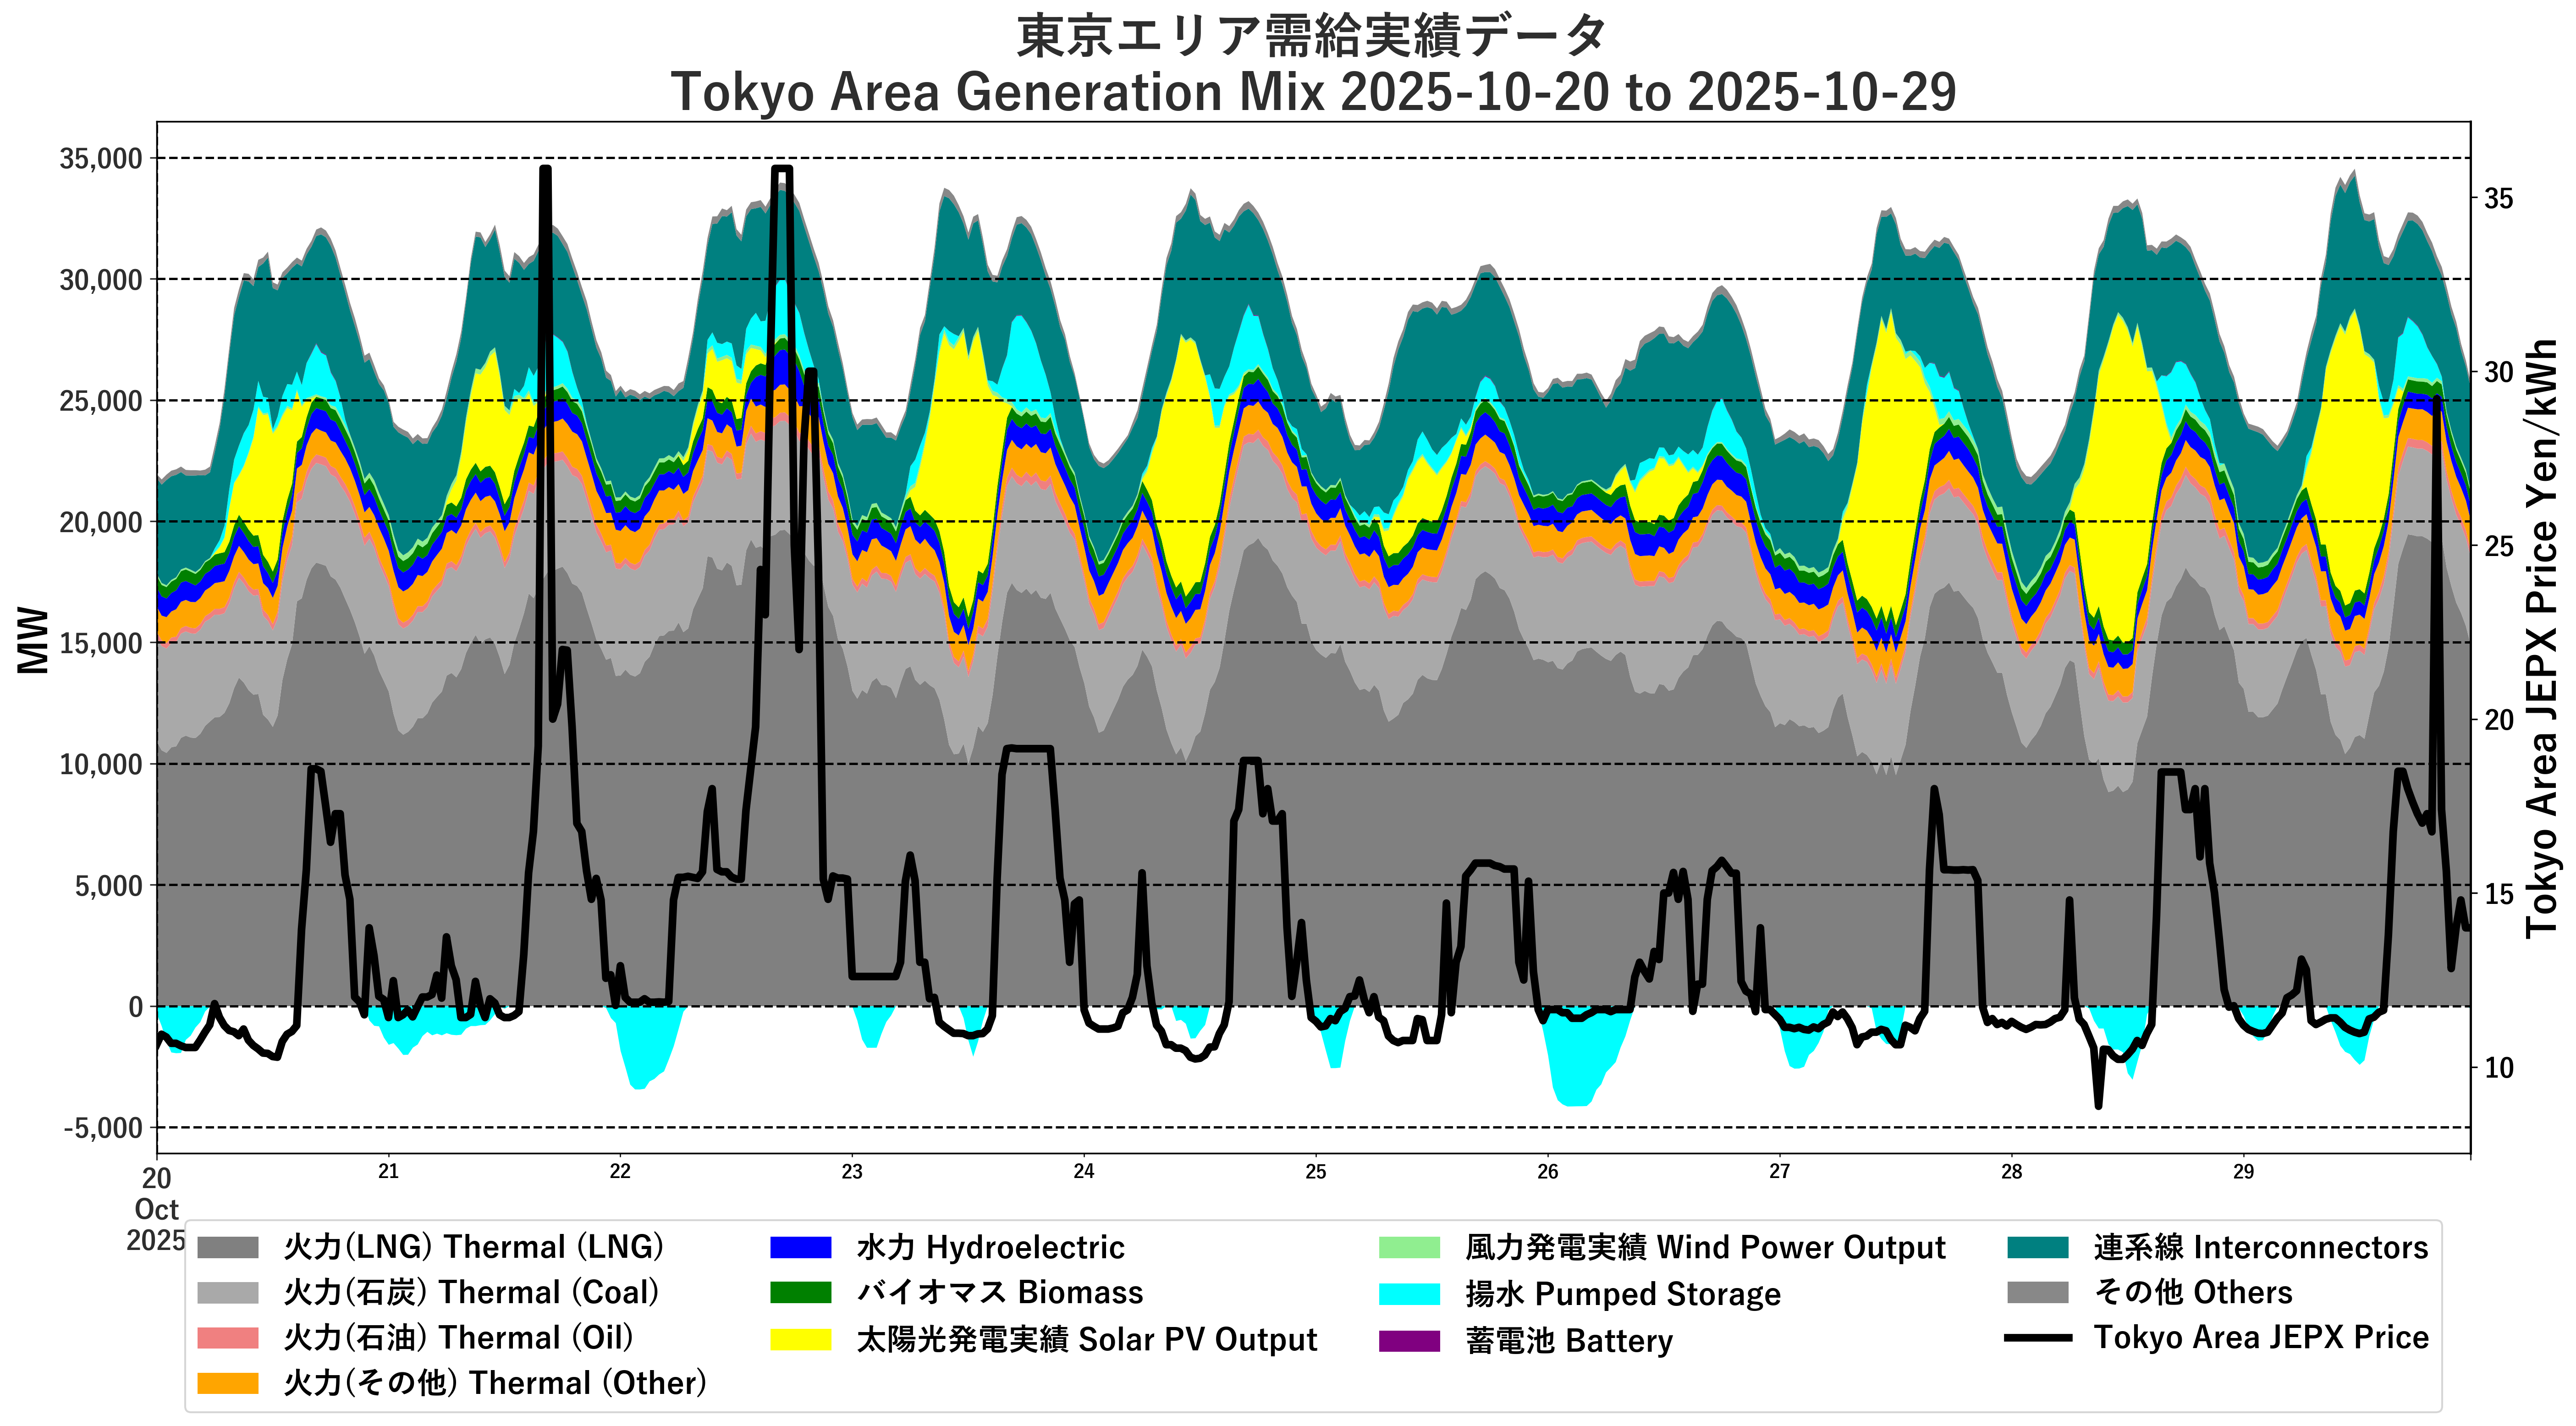 東京エリア需給実績データ
Tokyo Area Generation Mix 2025-10-20 to 2025-10-29
MW
35,000
30,000
25,000
20,000
15,000
10,000
5,000
0
-5,000
35
30
25
20
15
10
Tokyo Area JEPX Price Yen/kWh
20 21 22 23 24 25 26 27 28 29
Oct
2025
火力(LNG) Thermal (LNG)
火力(石炭) Thermal (Coal)
火力(石油) Thermal (Oil)
火力(その他) Thermal (Other)
水力 Hydroelectric
バイオマス Biomass
太陽光発電実績 Solar PV Output
風力発電実績 Wind Power Output
揚水 Pumped Storage
蓄電池 Battery
連系線 Interconnectors
その他 Others
Tokyo Area JEPX Price